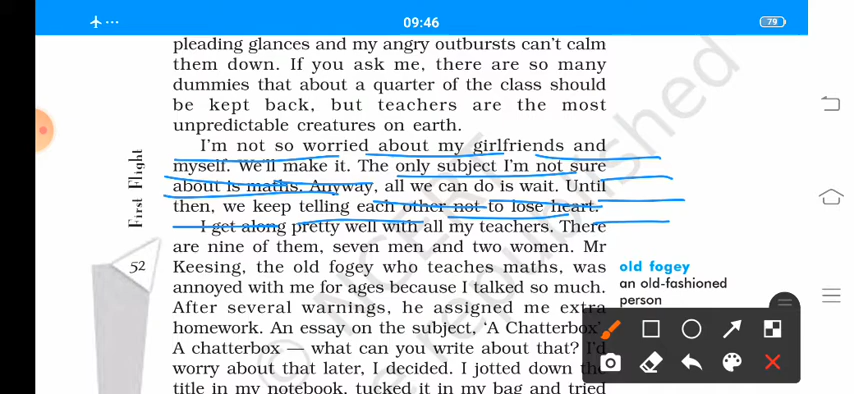 09:46
79
pleading glances and my angry outbursts can't calm
them down. If you ask me, there are so many
dummies that about a quarter of the class should
be kept back, but teachers are the most
unpredictable creatures on earth.
I'm not so worried about my girlfriends and
myself. We'll make it. The only subject I'm not sure
about is maths. Anyway, all we can do is wait. Until
then, we keep telling each other not to lose heart.
I get along pretty well with all my teachers. There
are nine of them, seven men and two women. Mr
Keesing, the old fogey who teaches maths, was
annoyed with me for ages because I talked so much.
After several warnings, he assigned me extra
homework. An essay on the subject, 'A Chatterbox'.
A chatterbox — what can you write about that? I'd
worry about that later, I decided. I jotted down the
title in my notebook, tucked it in my bag and tried
First Flight
52
old fogey
an old-fashioned
person
© NCERT
republished